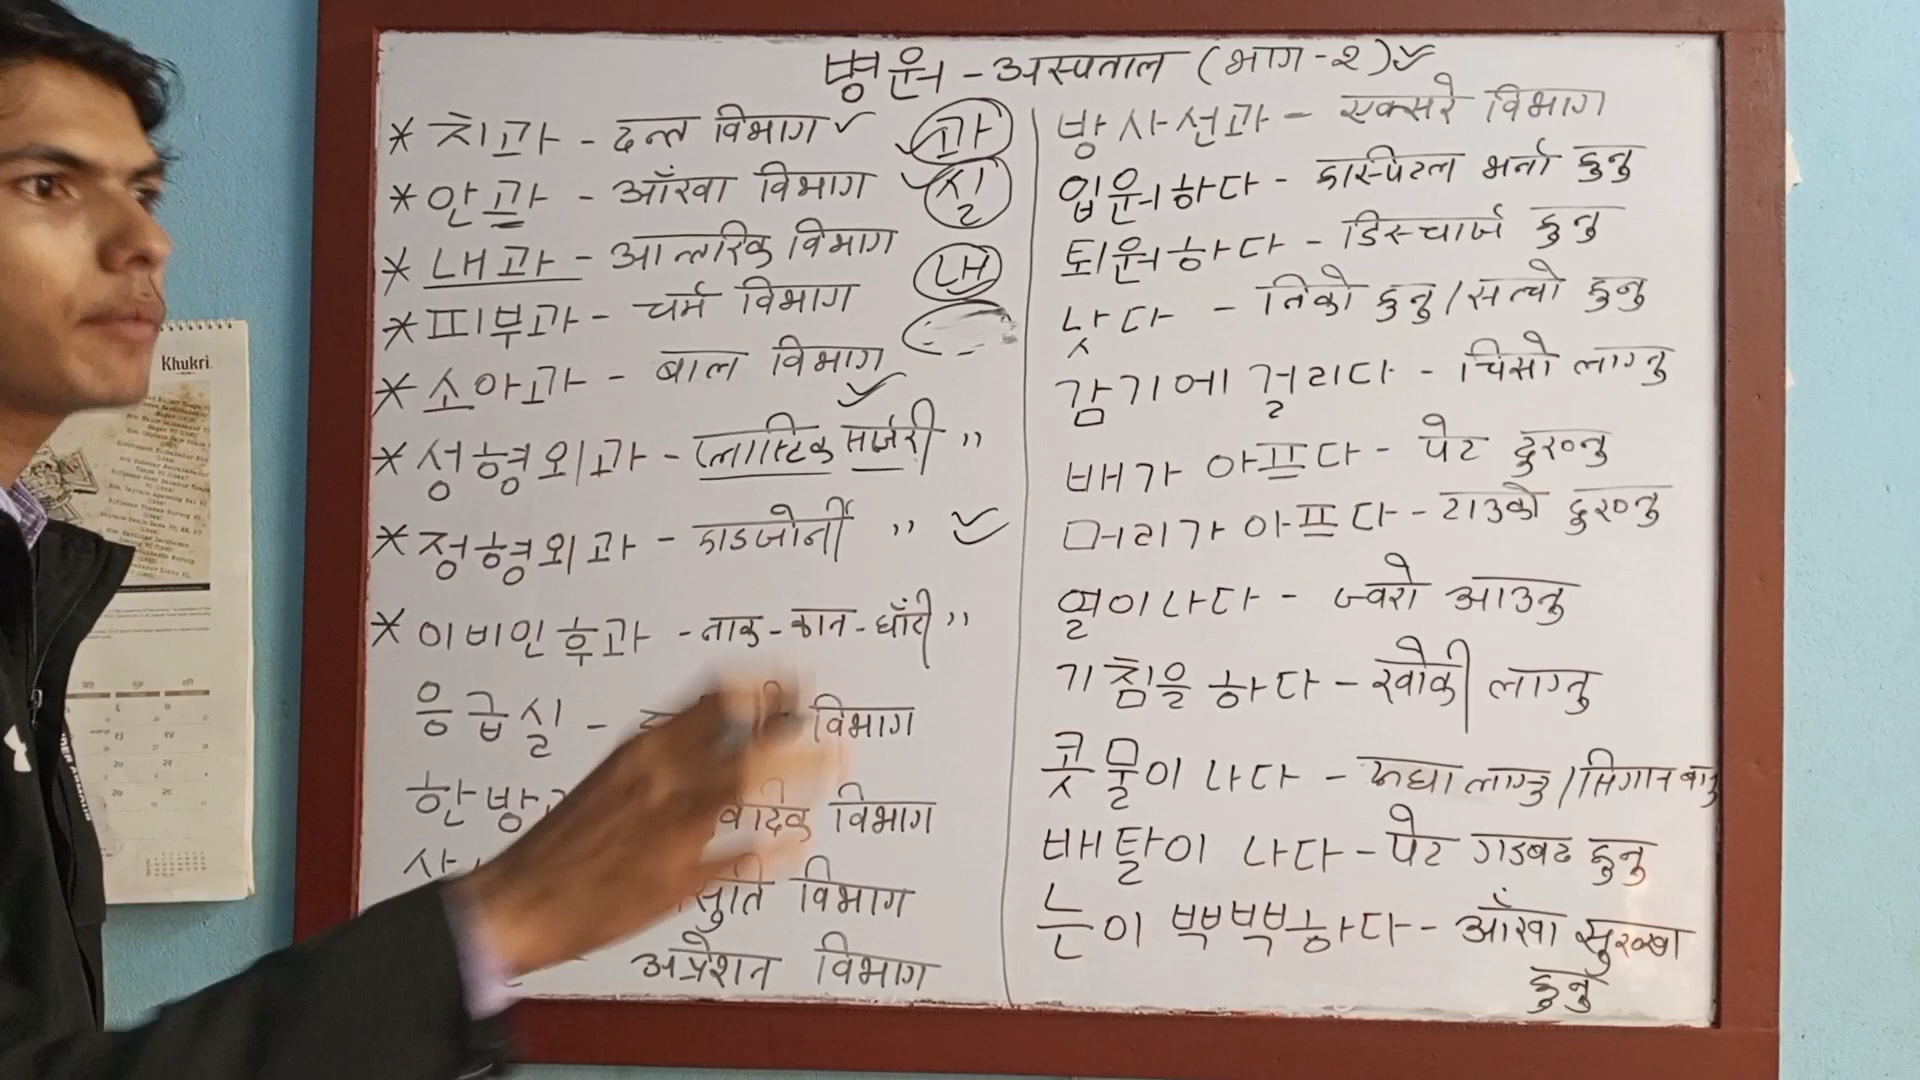 병원 - अस्पताल (भाग-२)
* 치과 - दन्त विभाग
* 안과 - आँखा विभाग
* 내과 - आन्तरिक विभाग
* 피부과 - चर्म विभाग
* 소아과 - बाल विभाग
* 성형외과 - प्लाष्टिक सर्जरी ”
* 정형외과 - हाडजोर्नी ”
* 이비인후과 - नाक - कान - घाँटी ”
응급실 - विभाग
한방 विभाग
विभाग
अप्रेशन विभाग
과
실
내
방사선과 - एक्सरे विभाग
입원하다 - हास्पिटल भर्ना हुनु
퇴원하다 - डिस्चार्ज हुनु
낫다 - निको हुनु/सन्चो हुनु
감기에 걸리다 - चिसो लाग्नु
배가 아프다 - पेट दुख्नु
머리가 아프다 - टाउको दुख्नु
열이 나다 - ज्वरो आउनु
기침을 하다 - खोकी लाग्नु
콧물이 나다 - रुघा लाग्नु/सिगान
배탈이 나다 - पेट गडबढ हुनु
눈이 빡빡하다 - आँखा सुख्खा
हुनु
Khukri.